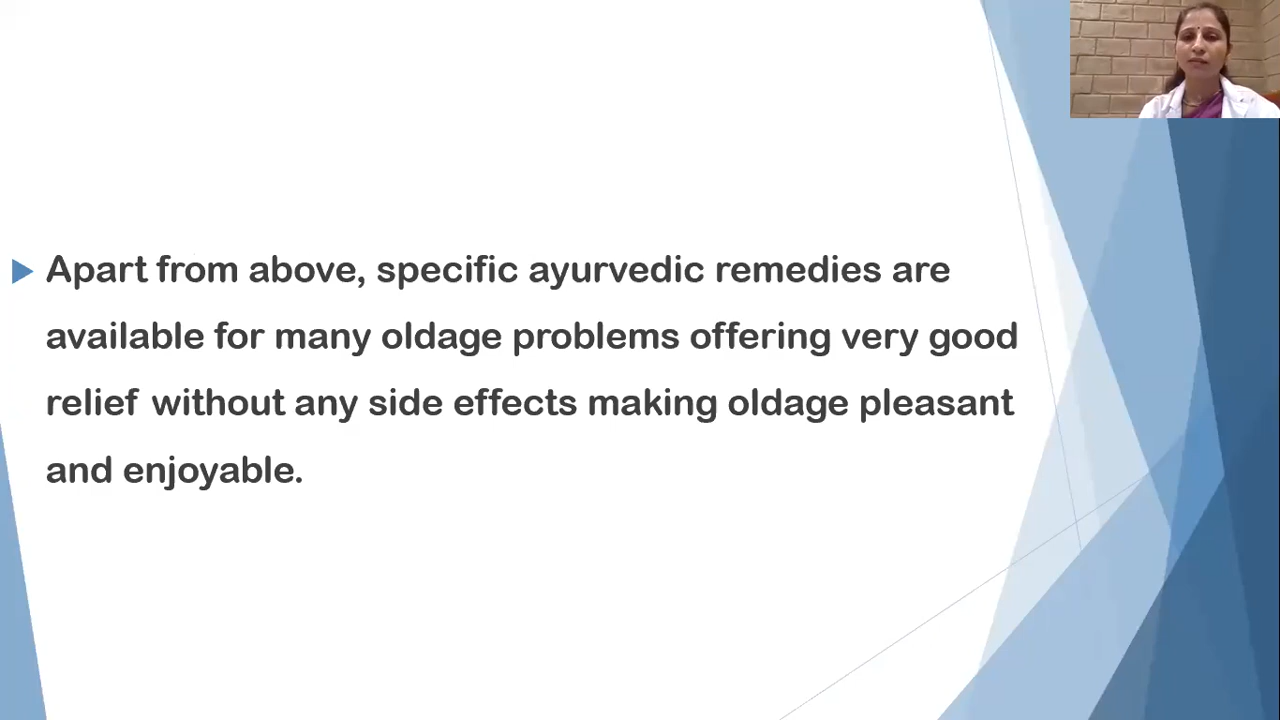 Apart from above, specific ayurvedic remedies are
available for many oldage problems offering very good
relief without any side effects making oldage pleasant
and enjoyable.